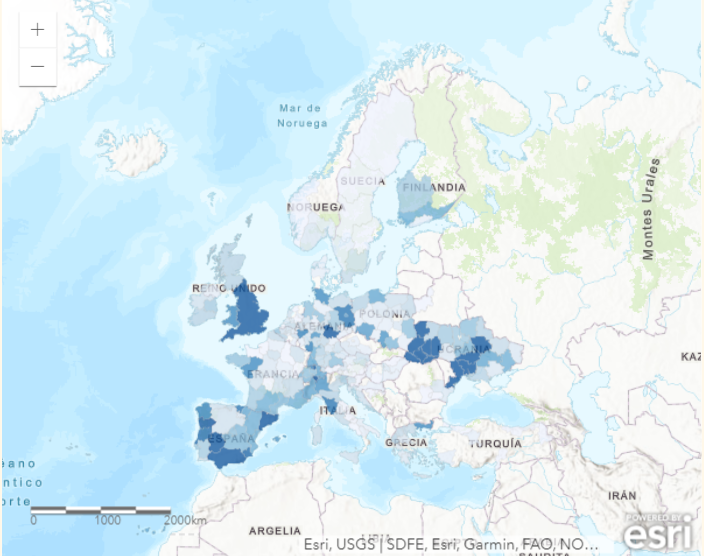 +
−
Mar de
Noruega
SUECIA
FINLANDIA
NORUEGA
Montes Urales
REINO UNIDO
POLONIA
ALEMANIA
UCRANIA
KAZ
FRANCIA
ITALIA
ESPAÑA
GRECIA
TURQUÍA
eano
ntico
orte
IRÁN
0 1000 2000km
POWERED BY
esri
ARGELIA
Esri, USGS | SDFE, Esri, Garmin, FAO, NO...